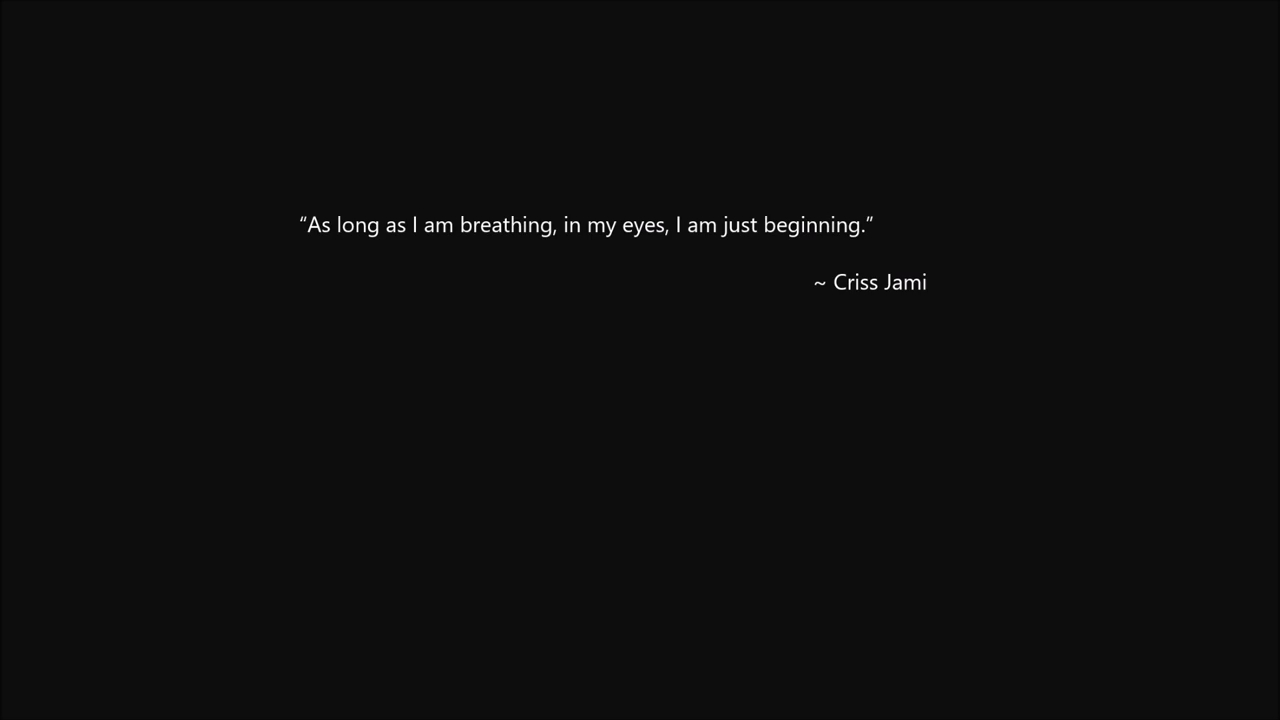 “As long as I am breathing, in my eyes, I am just beginning.”
~ Criss Jami